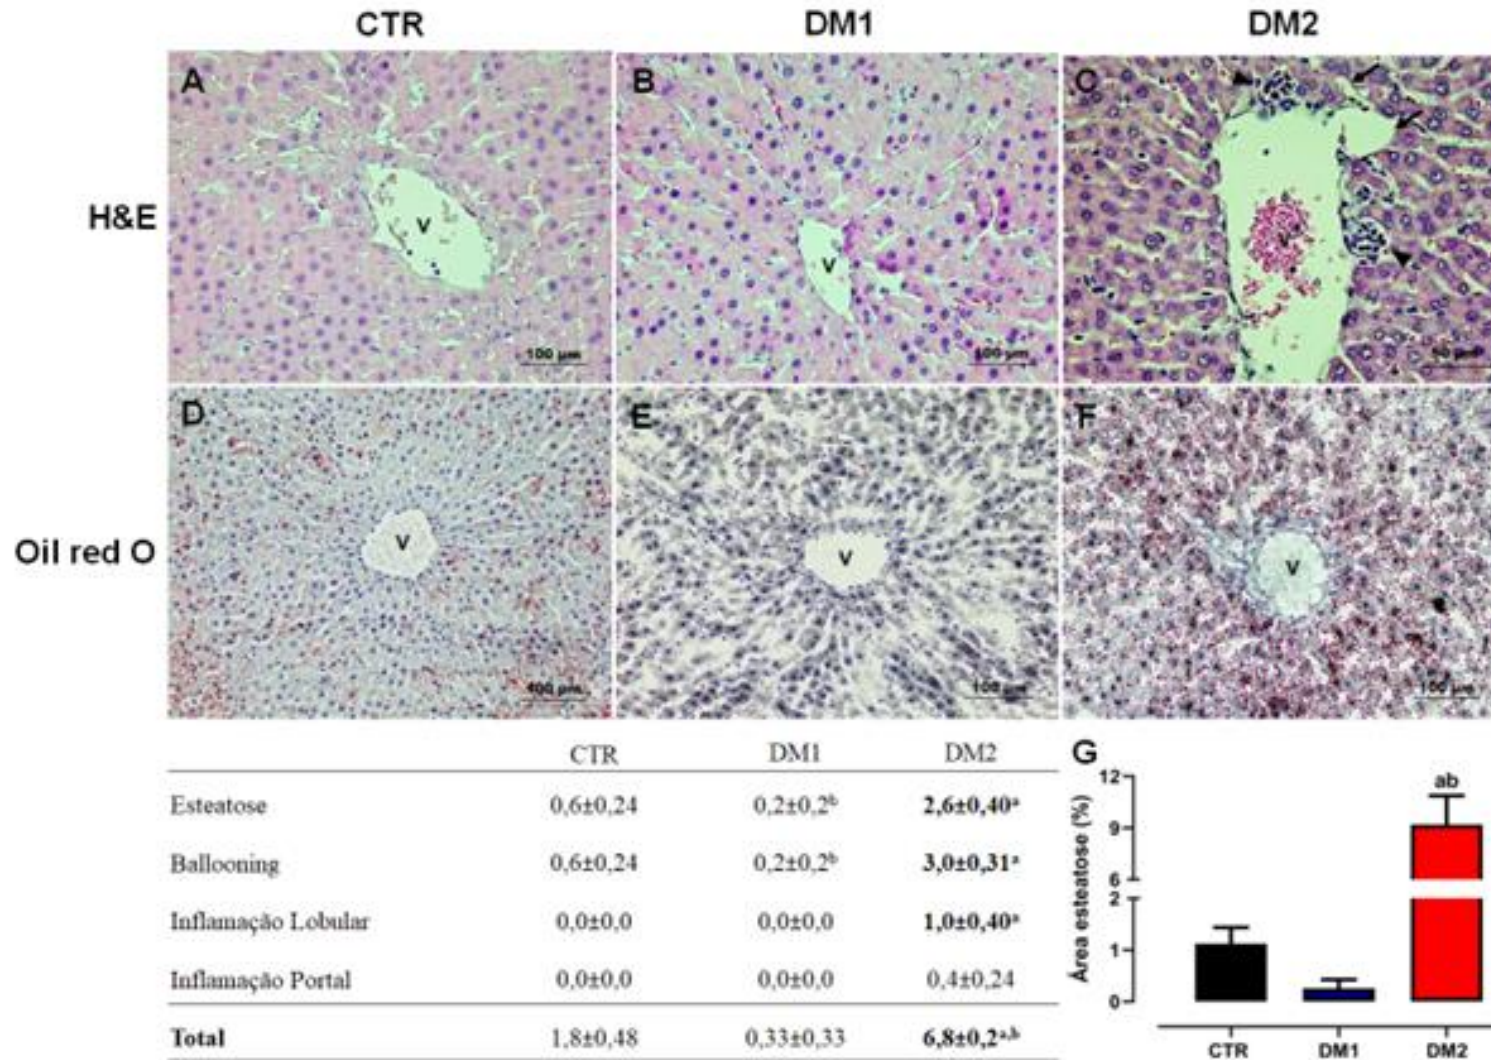 CTR DM1 DM2
H&E
A B C
V V V
100 µm 100 µm 50 µm
Oil red O
D E F
V V V
100 µm 100 µm 100 µm
CTR DM1 DM2
Esteatose 0,6±0,24 0,2±0,2ᵇ 2,6±0,40ᵃ
Ballooning 0,6±0,24 0,2±0,2ᵇ 3,0±0,31ᵃ
Inflamação Lobular 0,0±0,0 0,0±0,0 1,0±0,40ᵃ
Inflamação Portal 0,0±0,0 0,0±0,0 0,4±0,24
Total 1,8±0,48 0,33±0,33 6,8±0,2ᵃ,ᵇ
G
Área esteatose (%)
12
9
6
2
1
0
ab
CTR DM1 DM2